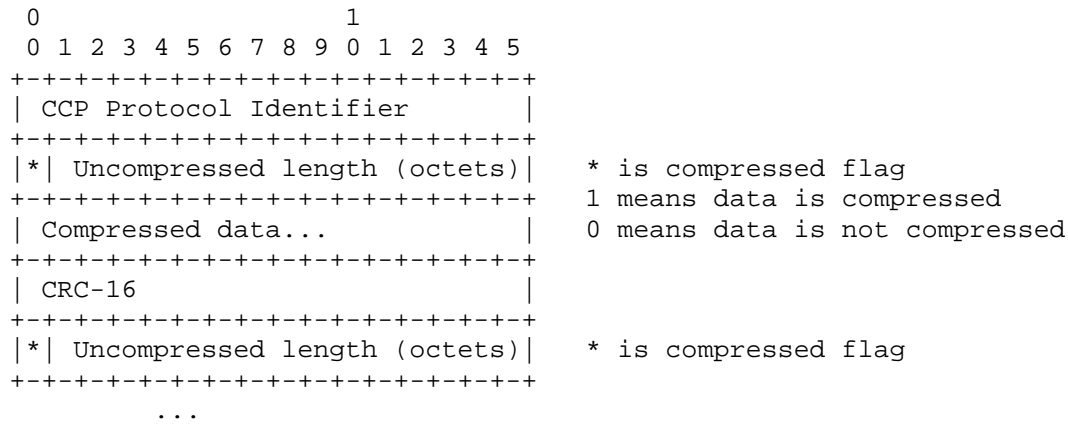 0                   1
 0 1 2 3 4 5 6 7 8 9 0 1 2 3 4 5
+-+-+-+-+-+-+-+-+-+-+-+-+-+-+-+-+
| CCP Protocol Identifier       |
+-+-+-+-+-+-+-+-+-+-+-+-+-+-+-+-+
|*| Uncompressed length (octets)|   * is compressed flag
+-+-+-+-+-+-+-+-+-+-+-+-+-+-+-+-+   1 means data is compressed
| Compressed data...            |   0 means data is not compressed
+-+-+-+-+-+-+-+-+-+-+-+-+-+-+-+-+
| CRC-16                        |
+-+-+-+-+-+-+-+-+-+-+-+-+-+-+-+-+
|*| Uncompressed length (octets)|   * is compressed flag
+-+-+-+-+-+-+-+-+-+-+-+-+-+-+-+-+
         ...